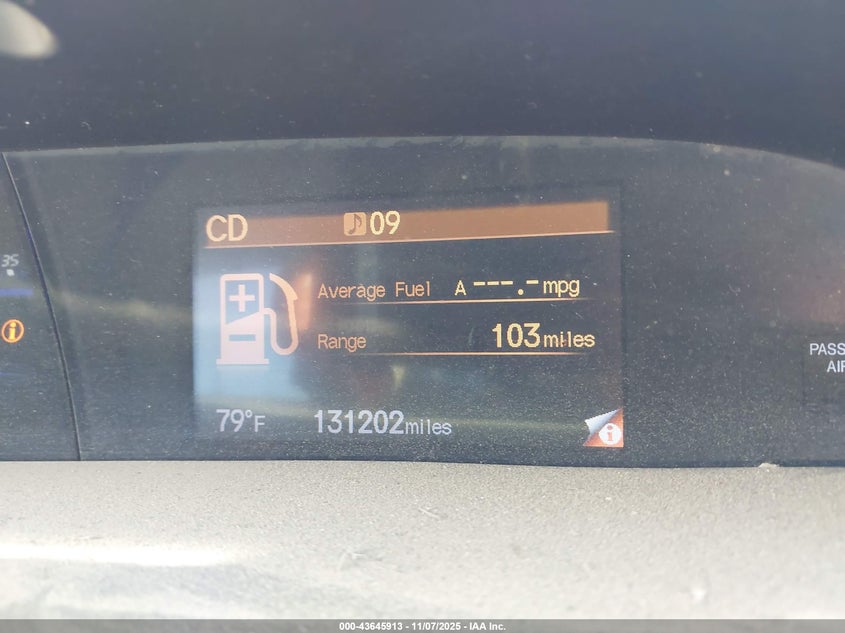 CD 09
35
Average Fuel A ---.- mpg
Range 103 miles
PASS
AIR
79°F 131202 miles
000-43645913 - 11/07/2025 - IAA Inc.